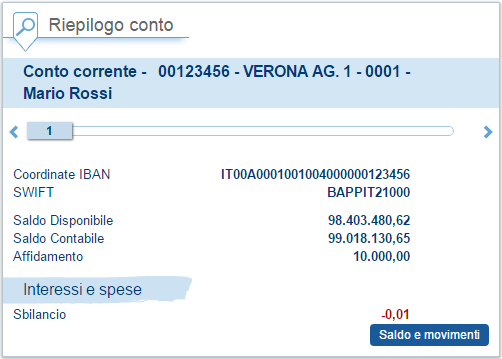 Riepilogo conto
Conto corrente - 00123456 - VERONA AG. 1 - 0001 -
Mario Rossi
1
Coordinate IBAN IT00A0001001004000000123456
SWIFT BAPPIT21000
Saldo Disponibile 98.403.480,62
Saldo Contabile 99.018.130,65
Affidamento 10.000,00
Interessi e spese
Sbilancio -0,01
Saldo e movimenti